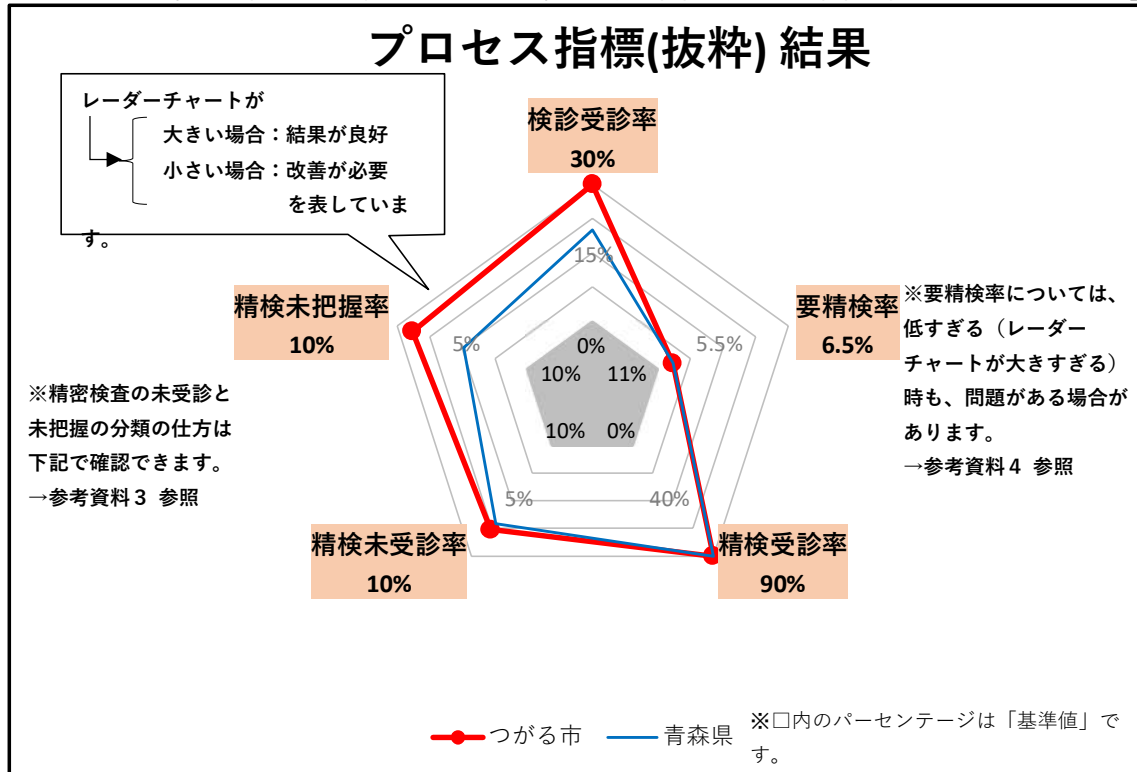 プロセス指標(抜粋) 結果
レーダーチャートが
大きい場合：結果が良好
小さい場合：改善が必要
を表していま
す。
検診受診率
30%
15%
0%
要精検率
6.5%
5.5%
11%
※要精検率については、
低すぎる（レーダー
チャートが大きすぎる）
時も、問題がある場合が
あります。
→参考資料４ 参照
精検未把握率
10%
5%
10%
※精密検査の未受診と
未把握の分類の仕方は
下記で確認できます。
→参考資料３ 参照
10%
0%
5%
40%
精検未受診率
10%
精検受診率
90%
つがる市
青森県
※□内のパーセンテージは「基準値」で
す。